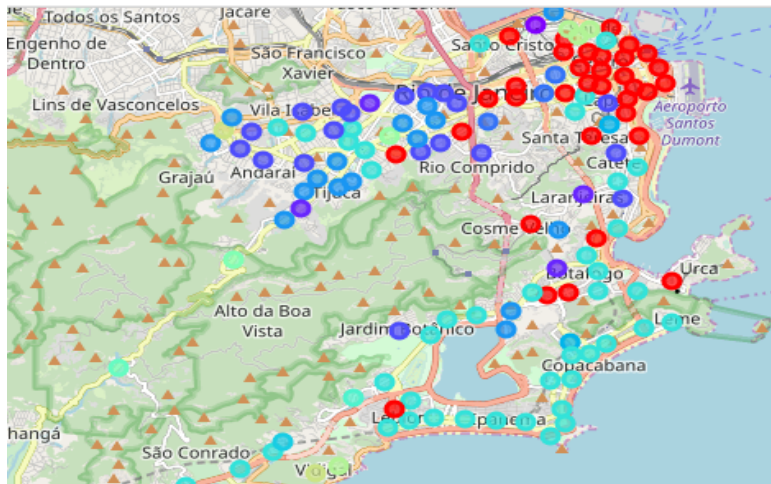 Todos os Santos
Jacaré
Engenho de
Dentro
São Francisco
Xavier
Santo Cristo
Lins de Vasconcelos
Vila Isabel
Rio de Janeiro
Lapa
Aeroporto
Santos
Dumont
Santa Teresa
Catete
Grajaú
Andaraí
Tijuca
Rio Comprido
Laranjeiras
Cosme Velho
Botafogo
Urca
Alto da Boa
Vista
Jardim Botânico
Leme
Copacabana
Leblon
Ipanema
hangá
São Conrado
Vidigal